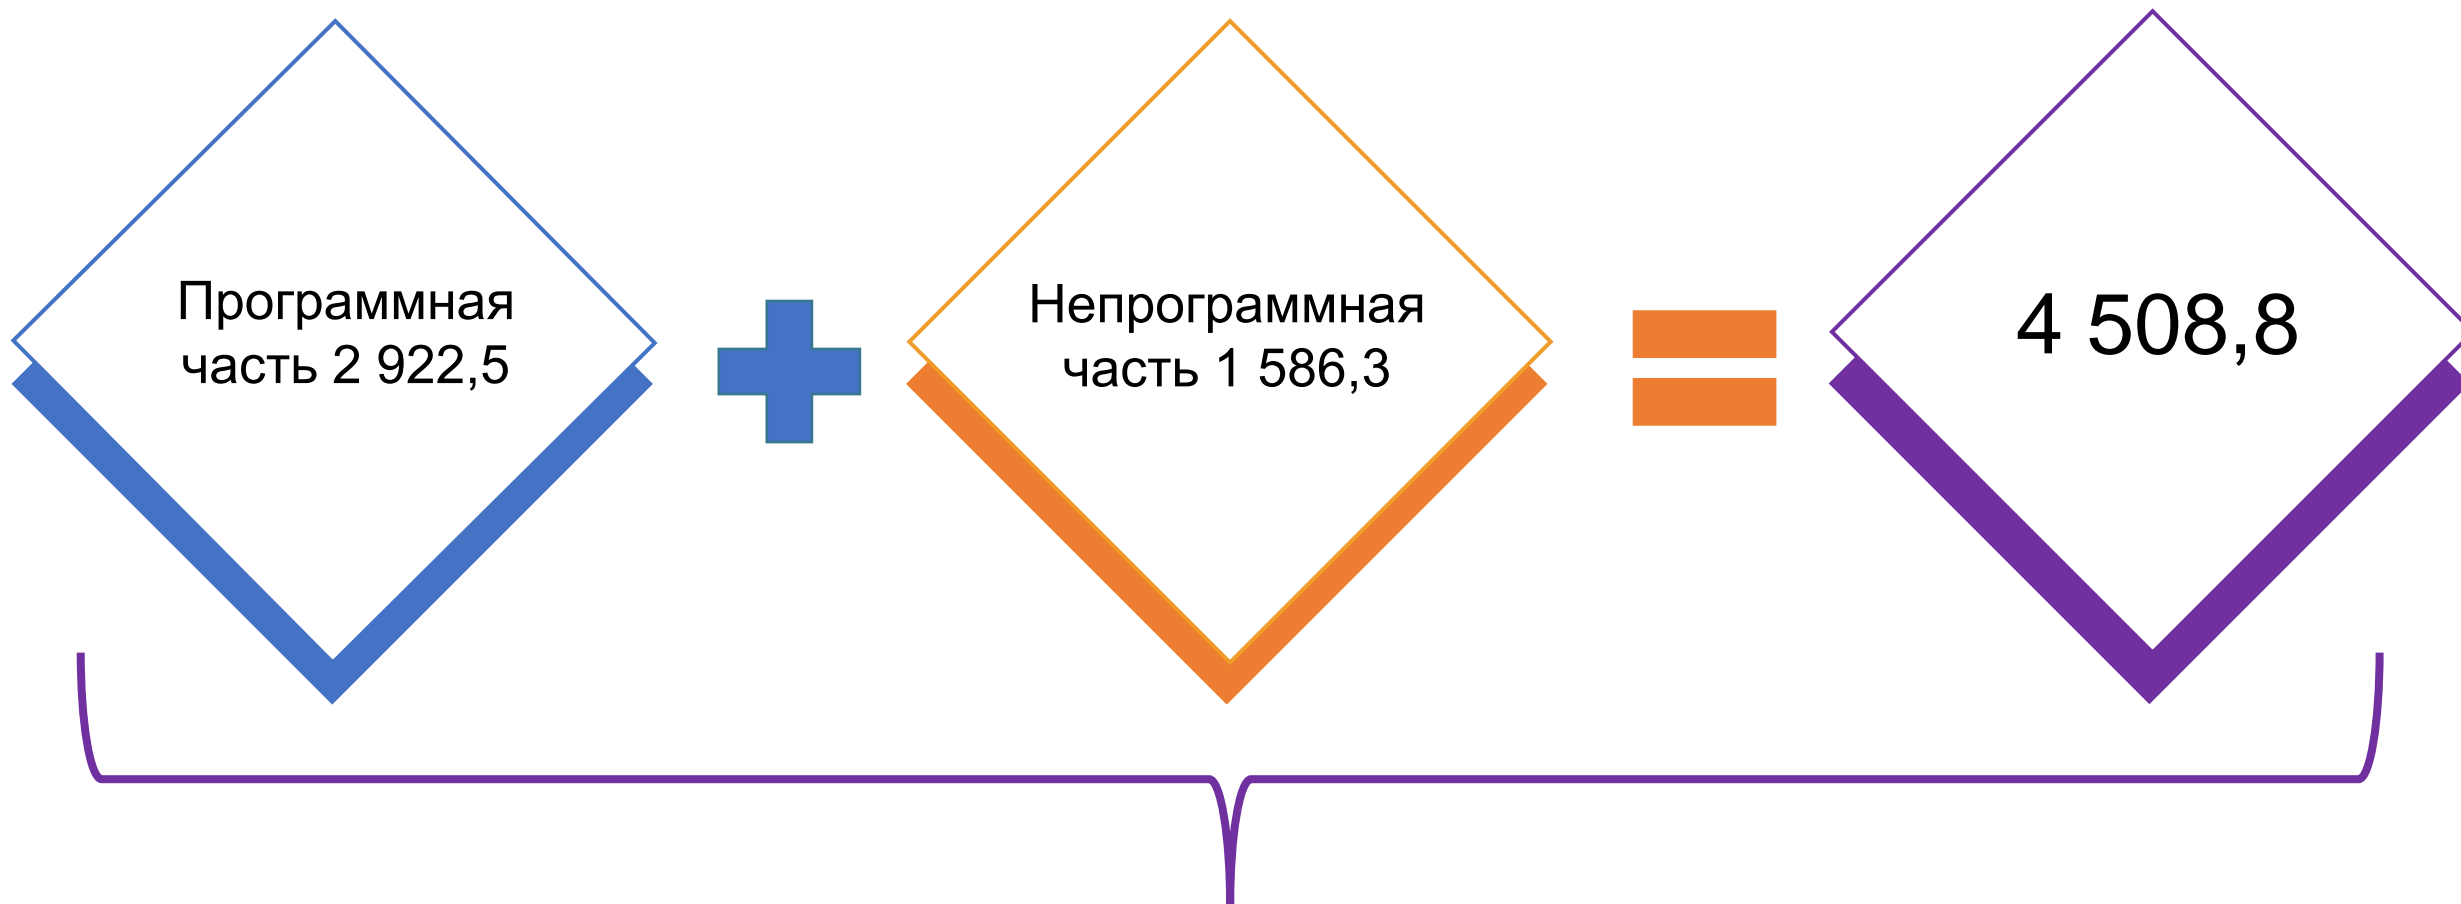 Программная
часть 2 922,5
Непрограммная
часть 1 586,3
4 508,8